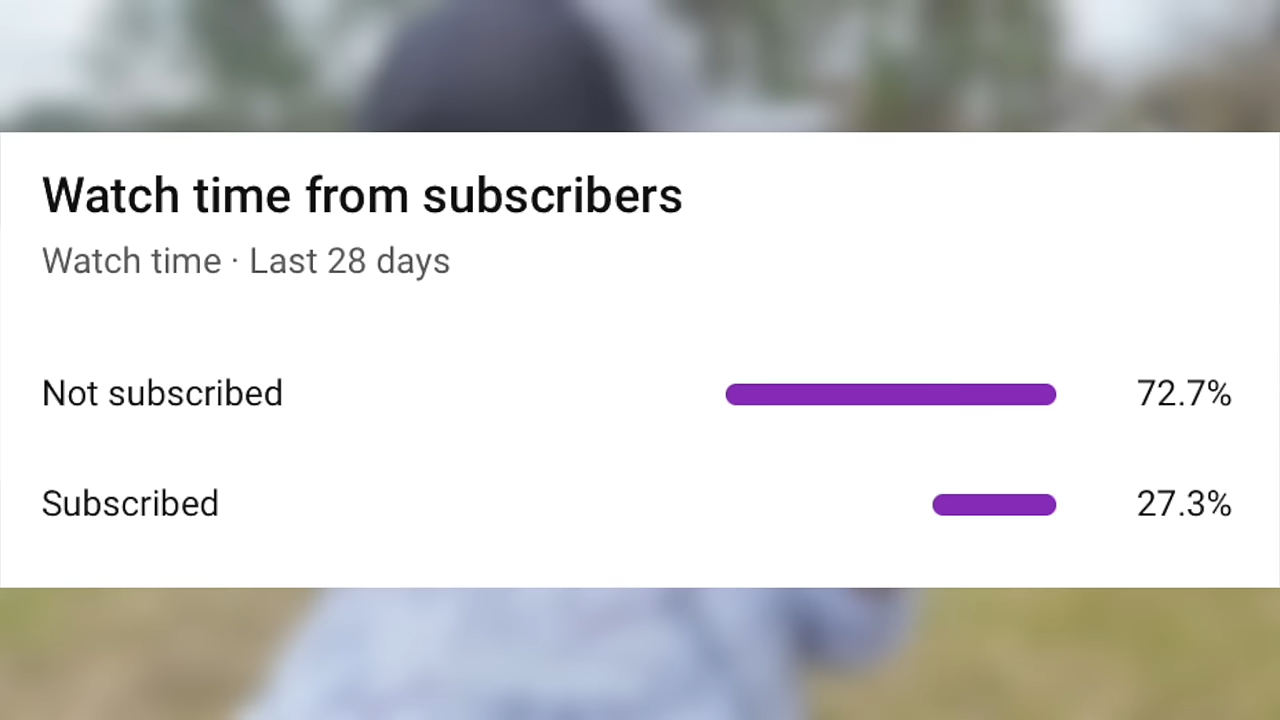 Watch time from subscribers
Watch time · Last 28 days
Not subscribed 72.7%
Subscribed 27.3%